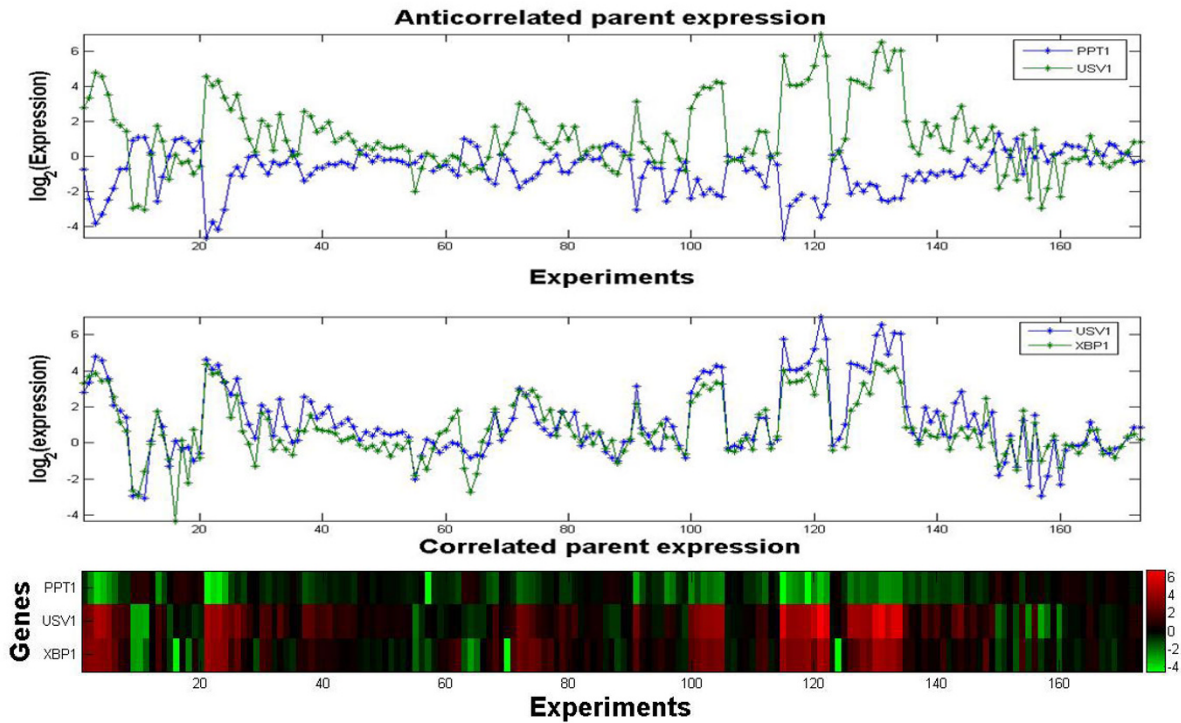 Anticorrelated parent expression
log2(Expression)
6
4
2
0
-2
-4
PPT1
USV1
20 40 60 80 100 120 140 160
Experiments
log2(expression)
6
4
2
0
-2
-4
USV1
XBP1
20 40 60 80 100 120 140 160
Correlated parent expression
Genes
PPT1
USV1
XBP1
6
4
2
0
-2
-4
20 40 60 80 100 120 140 160
Experiments